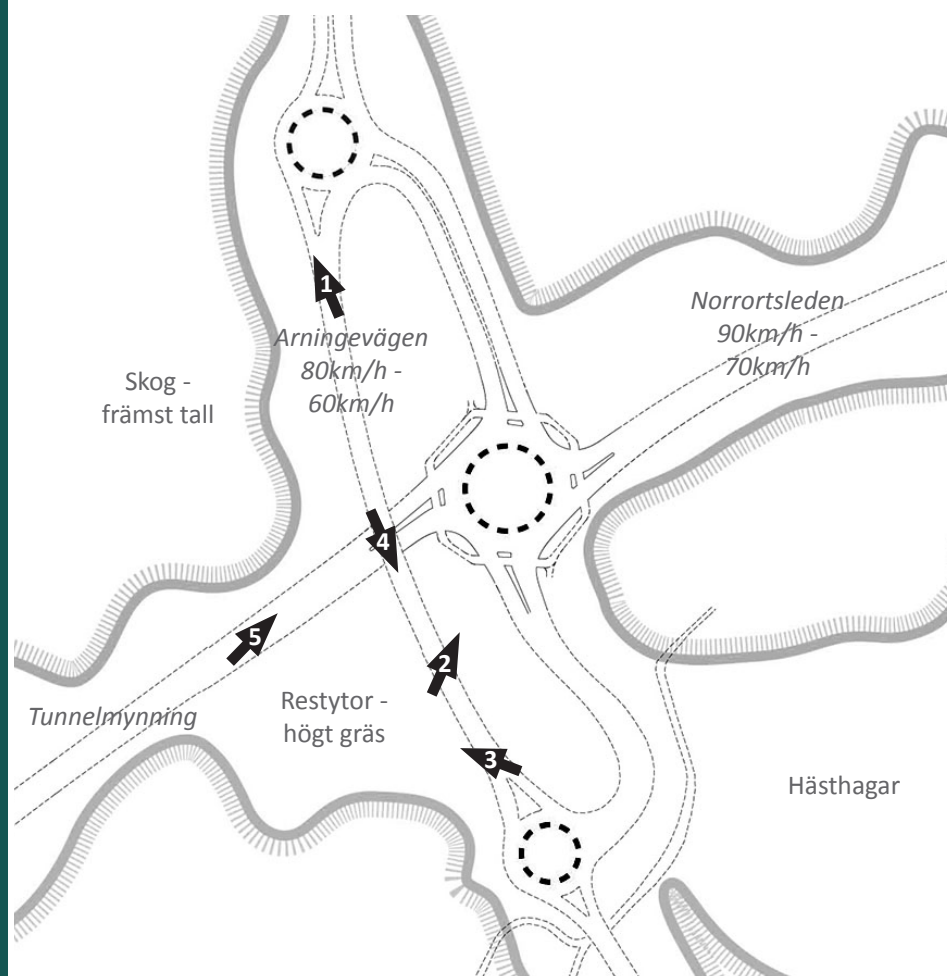 1
Norrortsleden
90km/h -
70km/h
Arningevägen
80km/h -
60km/h
Skog -
främst tall
4
5
2
Restytor -
högt gräs
Tunnelmynning
3
Hästhagar